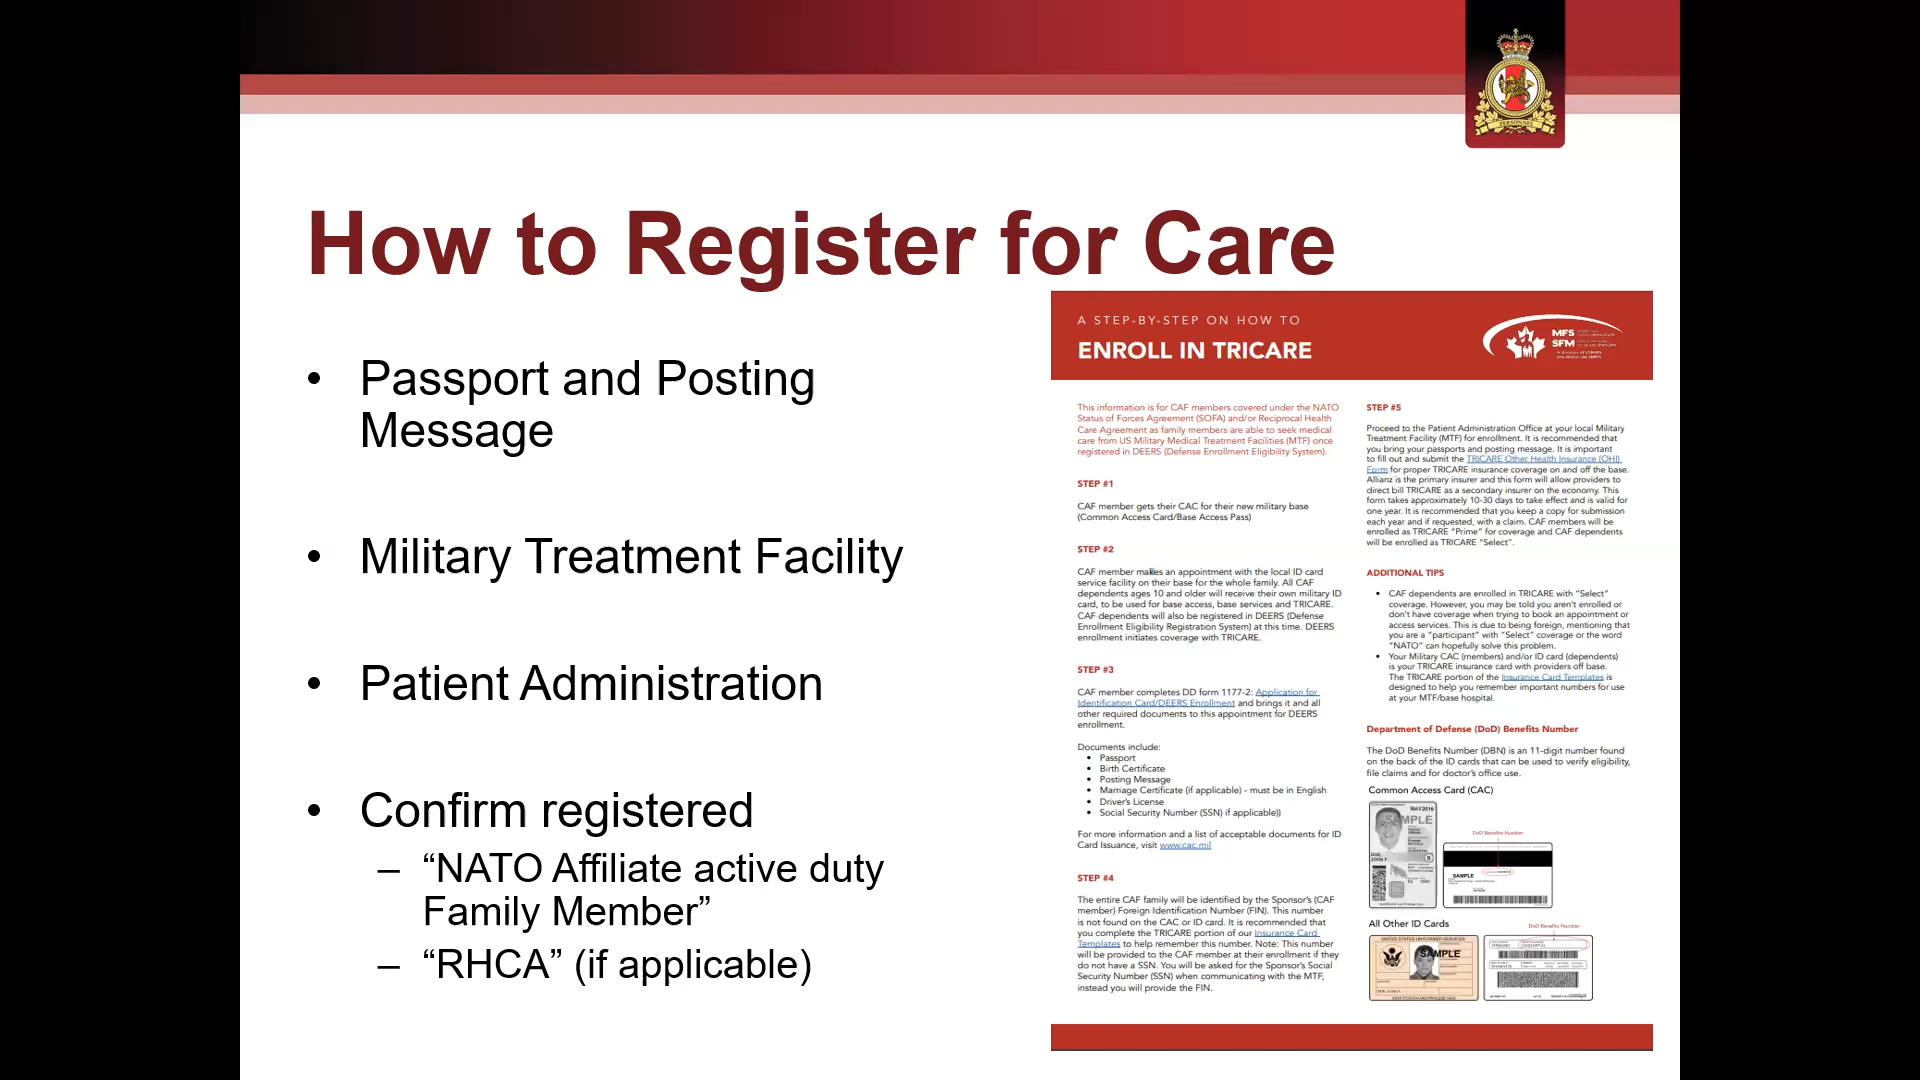 How to Register for Care
• Passport and Posting
Message
• Military Treatment Facility
• Patient Administration
• Confirm registered
– “NATO Affiliate active duty
Family Member”
– “RHCA” (if applicable)
A STEP-BY-STEP ON HOW TO
ENROLL IN TRICARE
MFS
SFM
This information is for CAF members covered under the NATO
Status of Forces Agreement (SOFA) and/or Reciprocal Health
Care Agreement as family members are able to seek medical
care from US Military Medical Treatment Facilities (MTF) once
registered in DEERS (Defense Enrollment Eligibility System).
STEP #1
CAF member gets their CAC for their new military base
(Common Access Card/Base Access Pass)
STEP #2
CAF member makes an appointment with the local ID card
service facility on their base for the whole family. All CAF
dependents ages 10 and older will receive their own military ID
card, to be used for base access, base services and TRICARE.
CAF dependents will also be registered in DEERS (Defense
Enrollment Eligibility Registration System) at this time. DEERS
enrollment initiates coverage with TRICARE.
STEP #3
CAF member completes DD form 1177-2: Application for
Identification Card/DEERS Enrollment and brings it and all
other required documents to this appointment for DEERS
enrollment.
Documents include:
• Passport
• Birth Certificate
• Posting Message
• Marriage Certificate (if applicable) - must be in English
• Driver’s License
• Social Security Number (SSN) if applicable))
For more information and a list of acceptable documents for ID
Card Issuance, visit www.cac.mil
STEP #4
The entire CAF family will be identified by the Sponsor’s (CAF
member) Foreign Identification Number (FIN). This number
is not found on the CAC or ID card. It is recommended that
you complete the TRICARE portion of our Insurance Card
Templates to help remember this number. Note: This number
will be provided to the CAF member at their enrollment if they
do not have a SSN. You will be asked for the Sponsor’s Social
Security Number (SSN) when communicating with the MTF,
instead you will provide the FIN.
STEP #5
Proceed to the Patient Administration Office at your local Military
Treatment Facility (MTF) for enrollment. It is recommended that
you bring your passports and posting message. It is important
to fill out and submit the TRICARE Other Health Insurance (OHI)
Form for proper TRICARE insurance coverage on and off the base.
Allianz is the primary insurer and this form will allow providers to
direct bill TRICARE as a secondary insurer on the economy. This
form takes approximately 10-30 days to take effect and is valid for
one year. It is recommended that you keep a copy for submission
each year and if requested, with a claim. CAF members will be
enrolled as TRICARE “Prime” for coverage and CAF dependents
will be enrolled as TRICARE “Select”.
ADDITIONAL TIPS
• CAF dependents are enrolled in TRICARE with “Select”
coverage. However, you may be told you aren’t enrolled or
don’t have coverage when trying to book an appointment or
access services. This is due to being foreign, mentioning that
you are a “participant” with “Select” coverage or the word
“NATO” can hopefully solve this problem.
• Your Military CAC (members) and/or ID card (dependents)
is your TRICARE insurance card with providers off base.
The TRICARE portion of the Insurance Card Templates is
designed to help you remember important numbers for use
at your MTF/base hospital.
Department of Defense (DoD) Benefits Number
The DoD Benefits Number (DBN) is an 11-digit number found
on the back of the ID cards that can be used to verify eligibility,
file claims and for doctor’s office use.
Common Access Card (CAC)
MAY2016
SAMPLE
DoD Benefits Number
SAMPLE
All Other ID Cards
DoD Benefits Number
SAMPLE